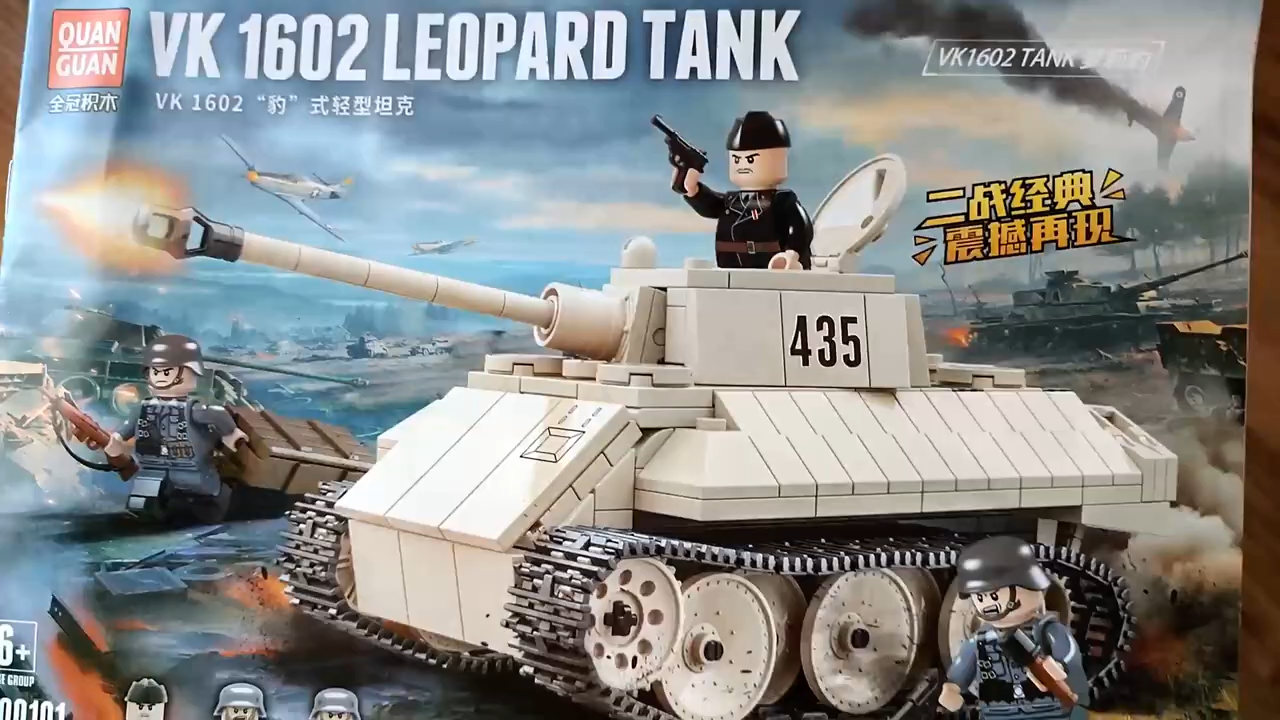 QUAN
GUAN
全冠积木
VK 1602 LEOPARD TANK
VK 1602 “豹” 式轻型坦克
VK1602 TANK
二战经典
震撼再现
435
6+
00101